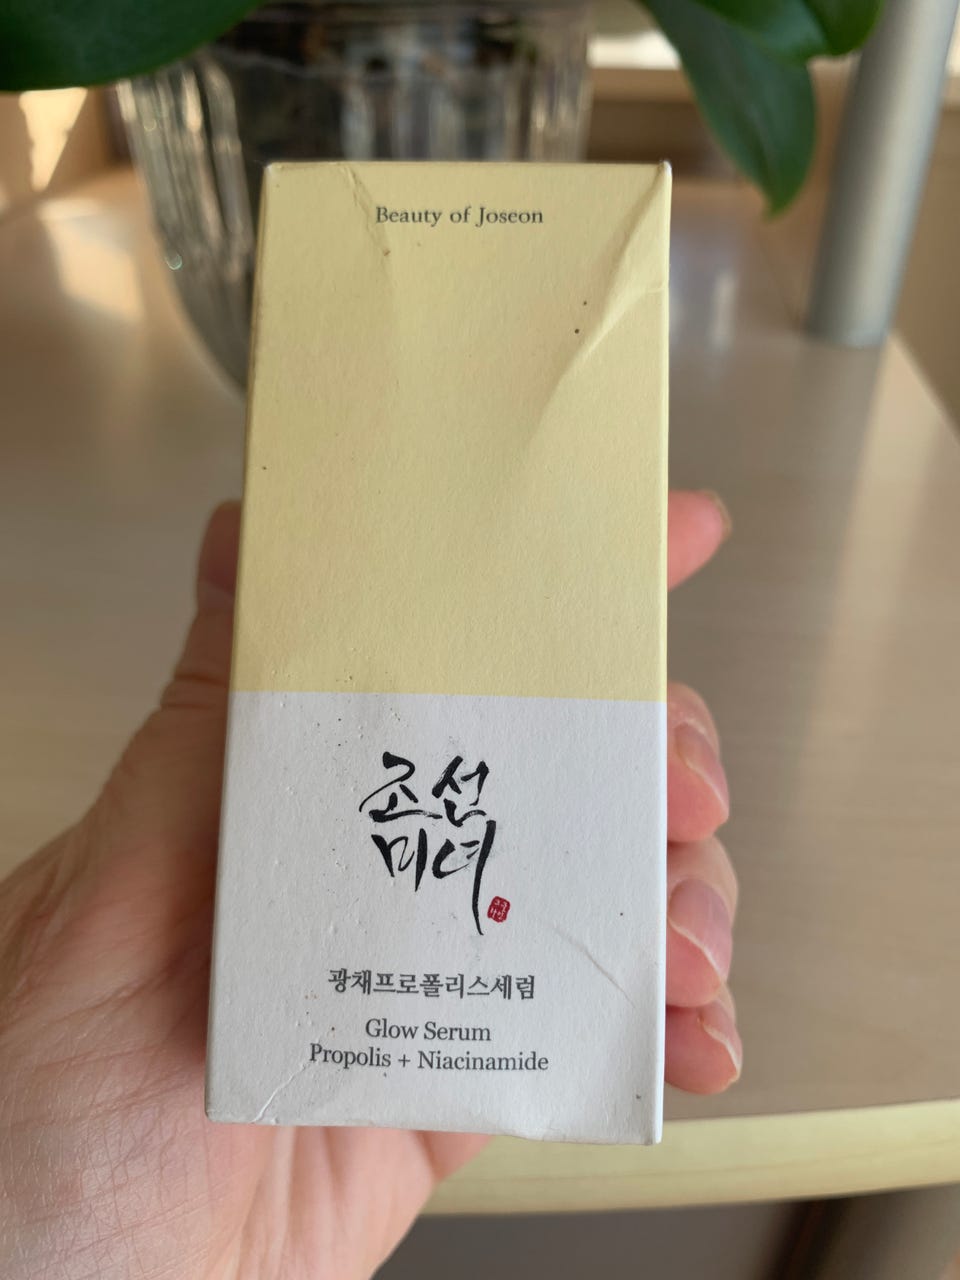 Beauty of Joseon
조선
미녀
광채프로폴리스세럼
Glow Serum
Propolis + Niacinamide